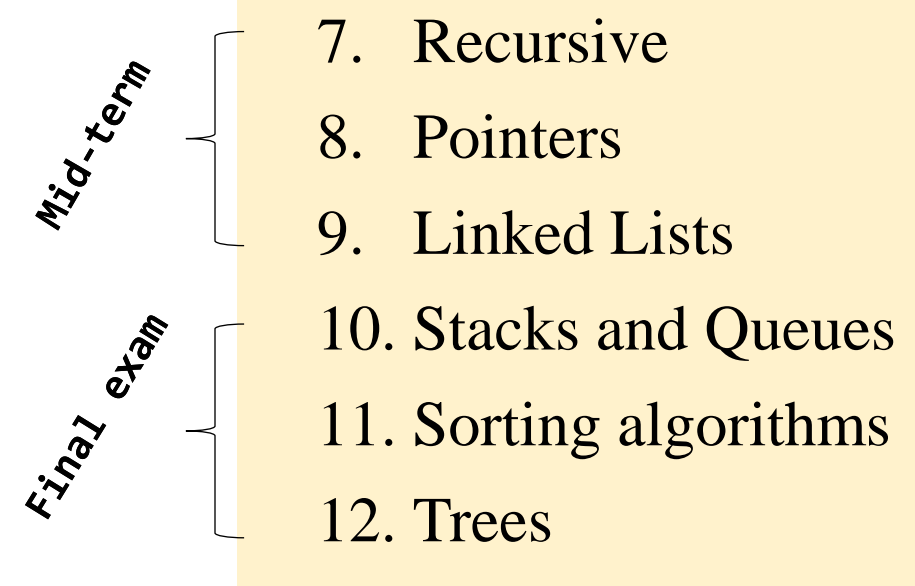 Mid-term
7. Recursive
8. Pointers
9. Linked Lists
Final exam
10. Stacks and Queues
11. Sorting algorithms
12. Trees